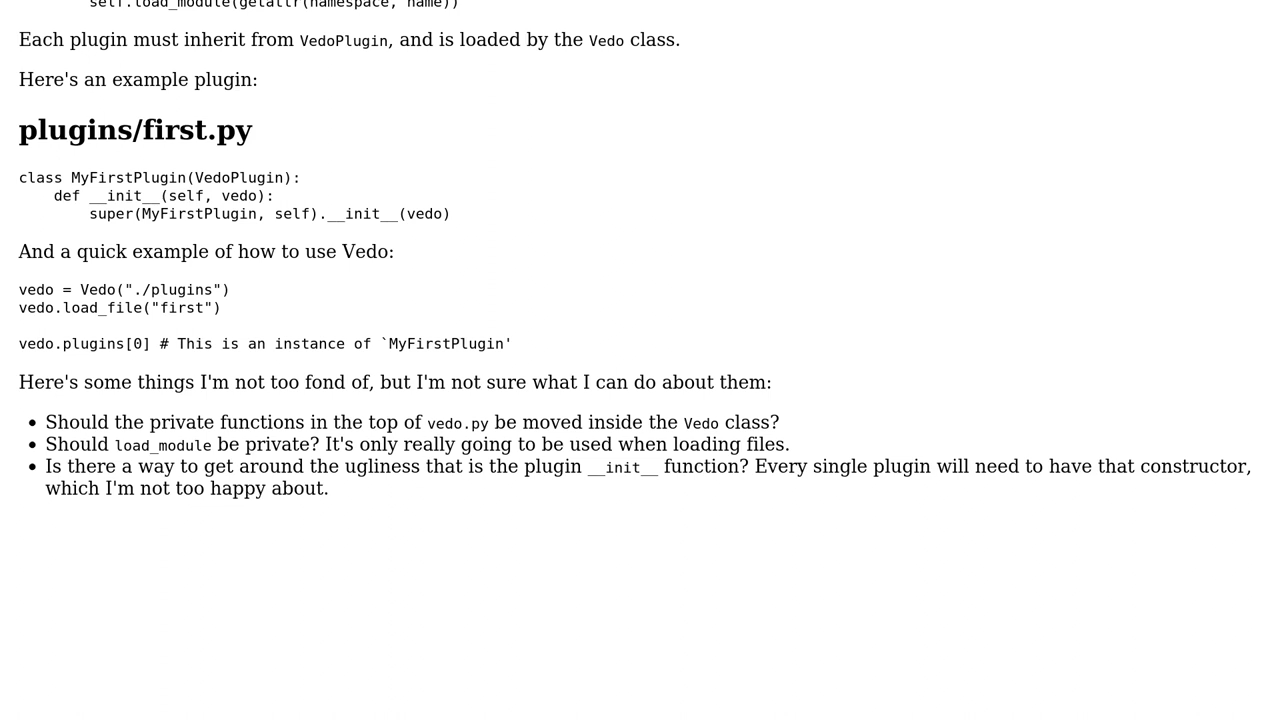 self.load_module(getattr(namespace, name))
Each plugin must inherit from VedoPlugin, and is loaded by the Vedo class.
Here's an example plugin:
plugins/first.py
class MyFirstPlugin(VedoPlugin):
    def __init__(self, vedo):
        super(MyFirstPlugin, self).__init__(vedo)
And a quick example of how to use Vedo:
vedo = Vedo("./plugins")
vedo.load_file("first")
vedo.plugins[0] # This is an instance of `MyFirstPlugin'
Here's some things I'm not too fond of, but I'm not sure what I can do about them:
• Should the private functions in the top of vedo.py be moved inside the Vedo class?
• Should load_module be private? It's only really going to be used when loading files.
• Is there a way to get around the ugliness that is the plugin __init__ function? Every single plugin will need to have that constructor,
which I'm not too happy about.